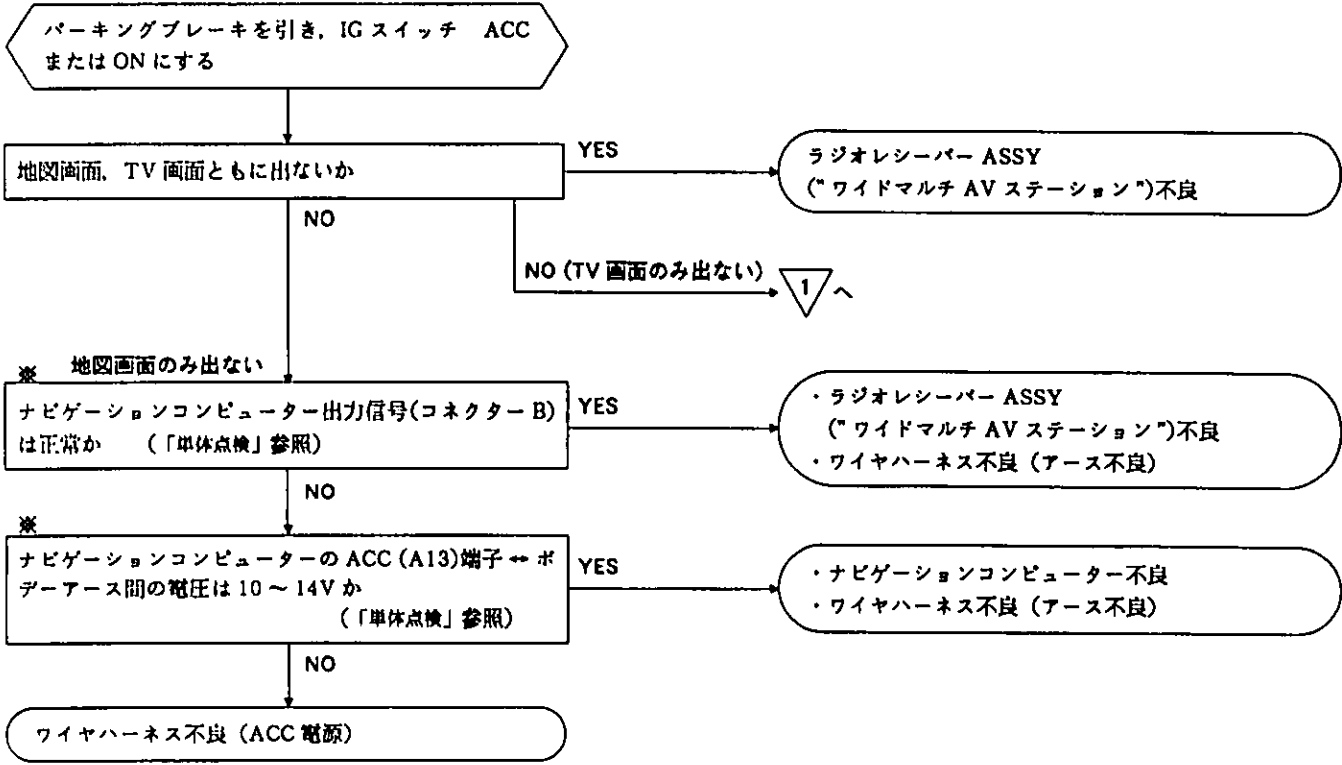 パーキングブレーキを引き，IG スイッチ ACC
または ON にする
地図画面，TV 画面ともに出ないか
YES
ラジオレシーバー ASSY
("ワイドマルチ AV ステーション")不良
NO
NO (TV 画面のみ出ない)
1 へ
※ 地図画面のみ出ない
ナビゲーションコンピューター出力信号(コネクター B)
は正常か （「単体点検」参照）
YES
・ラジオレシーバー ASSY
("ワイドマルチ AV ステーション")不良
・ワイヤハーネス不良（アース不良）
NO
※
ナビゲーションコンピューターの ACC (A13)端子 ↔ ボ
デーアース間の電圧は 10 ～ 14V か
（「単体点検」参照）
YES
・ナビゲーションコンピューター不良
・ワイヤハーネス不良（アース不良）
NO
ワイヤハーネス不良（ACC 電源）